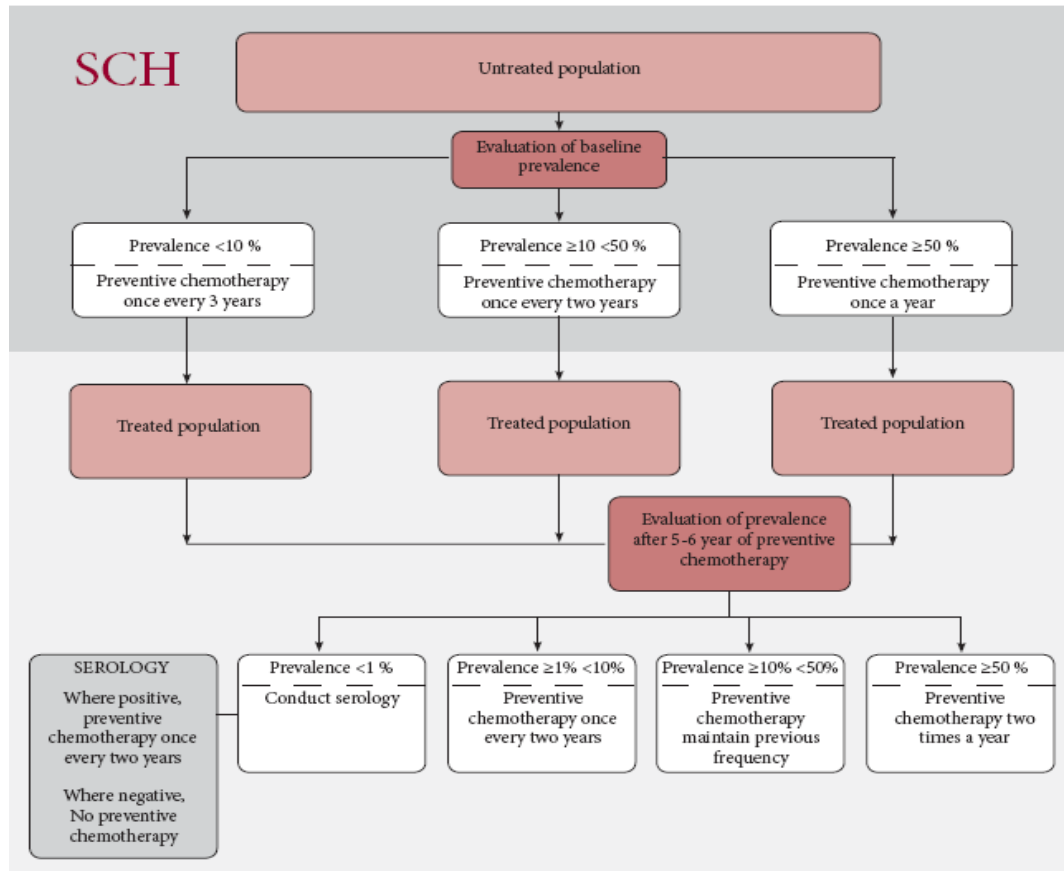 SCH
Untreated population
Evaluation of baseline
prevalence
Prevalence <10 %
Preventive chemotherapy
once every 3 years
Prevalence ≥10 <50 %
Preventive chemotherapy
once every two years
Prevalence ≥50 %
Preventive chemotherapy
once a year
Treated population
Treated population
Treated population
Evaluation of prevalence
after 5-6 year of preventive
chemotherapy
SEROLOGY
Where positive,
preventive
chemotherapy once
every two years
Where negative,
No preventive
chemotherapy
Prevalence <1 %
Conduct serology
Prevalence ≥1% <10%
Preventive
chemotherapy once
every two years
Prevalence ≥10% <50%
Preventive
chemotherapy
maintain previous
frequency
Prevalence ≥50 %
Preventive
chemotherapy two
times a year